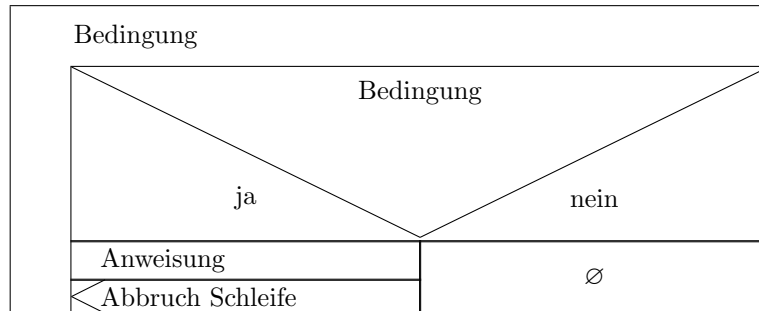 Bedingung
Bedingung
ja
nein
Anweisung
∅
Abbruch Schleife